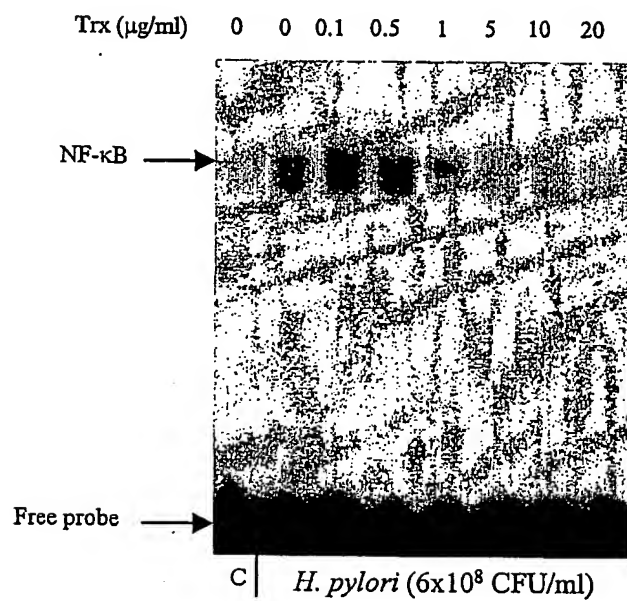 Trx (μg/ml) 0 0 0.1 0.5 1 5 10 20
NF-κB
Free probe
C H. pylori (6x10⁸ CFU/ml)